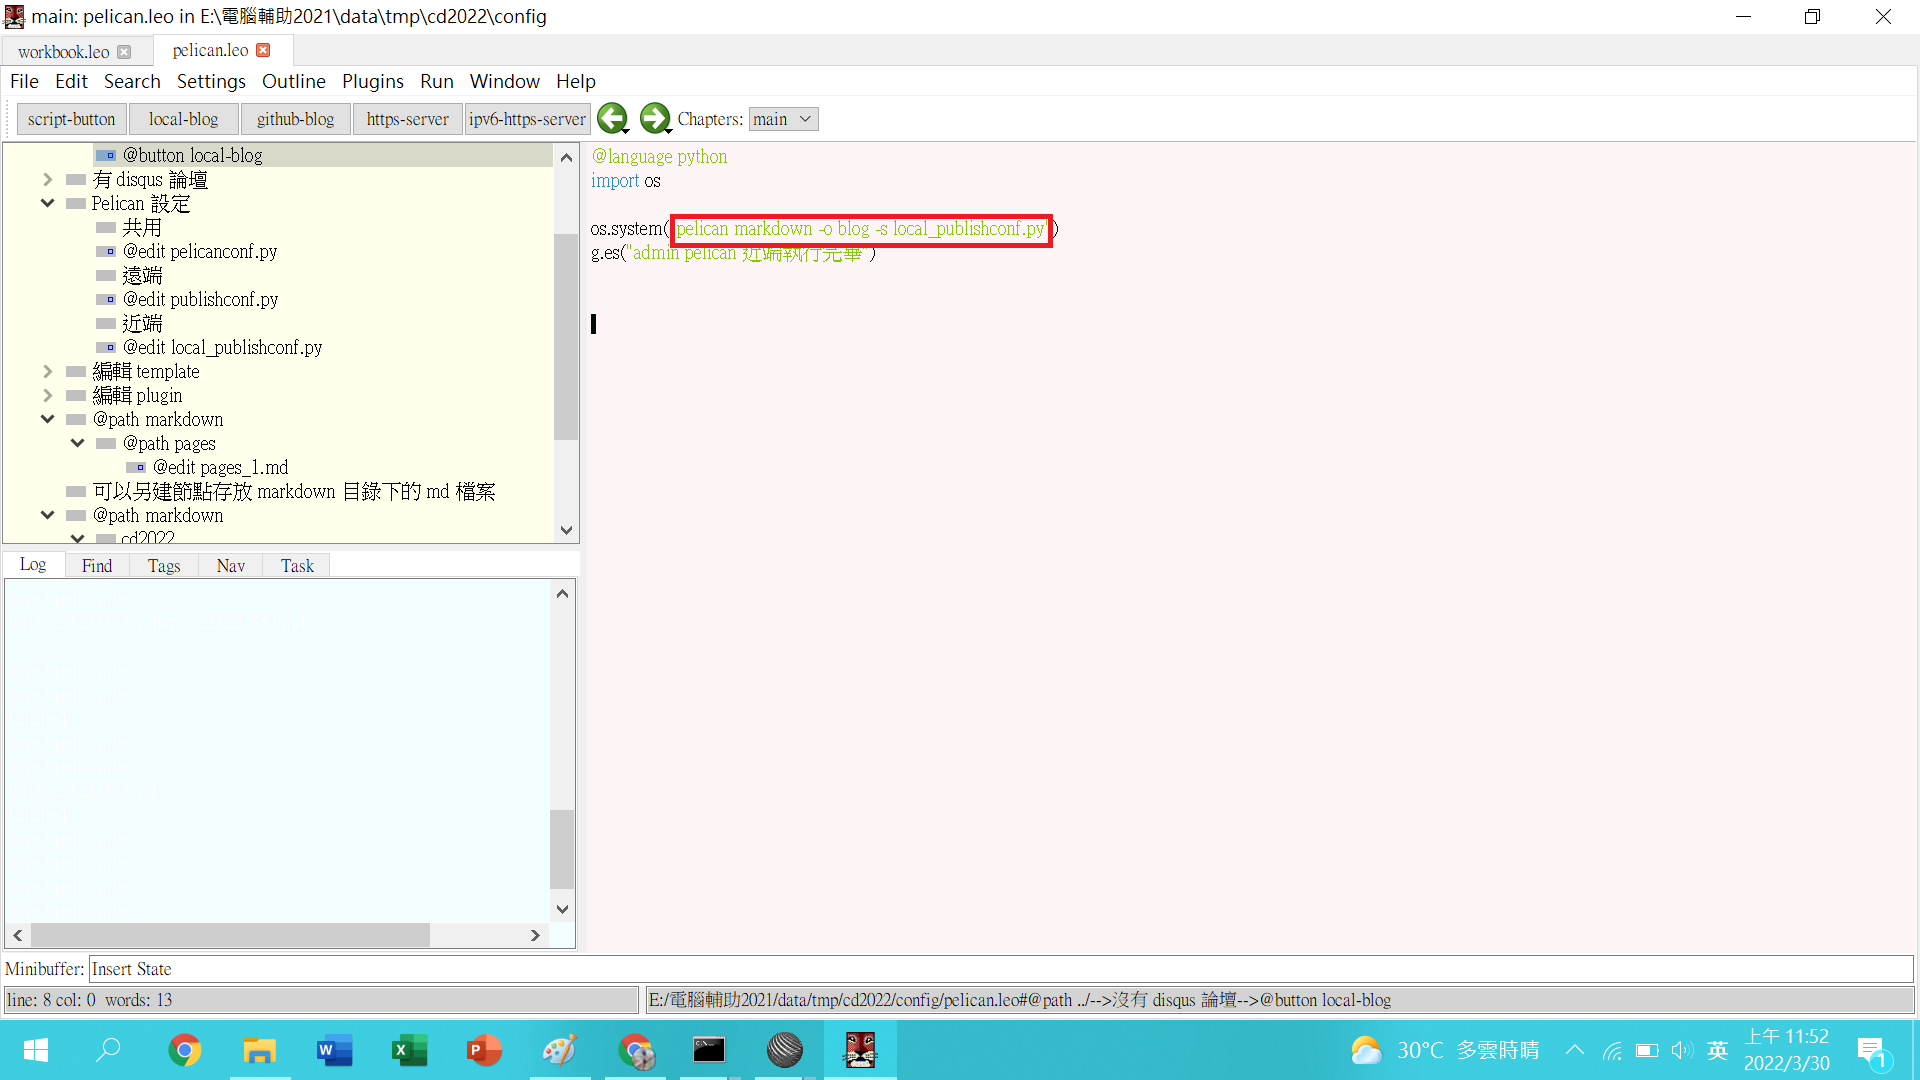 main: pelican.leo in E:\電腦輔助2021\data\tmp\cd2022\config
workbook.leo
pelican.leo
File Edit Search Settings Outline Plugins Run Window Help
script-button local-blog github-blog https-server ipv6-https-server Chapters: main
@button local-blog
有 disqus 論壇
Pelican 設定
共用
@edit pelicanconf.py
遠端
@edit publishconf.py
近端
@edit local_publishconf.py
編輯 template
編輯 plugin
@path markdown
@path pages
@edit pages_1.md
可以另建節點存放 markdown 目錄下的 md 檔案
@path markdown
cd2022
@language python
import os
os.system('pelican markdown -o blog -s local_publishconf.py')
g.es("admin pelican 近端執行完畢")
Log Find Tags Nav Task
Minibuffer: Insert State
line: 8 col: 0 words: 13
E:/電腦輔助2021/data/tmp/cd2022/config/pelican.leo#@path ../-->沒有 disqus 論壇-->@button local-blog
30°C 多雲時晴
英
上午 11:52
2022/3/30
1